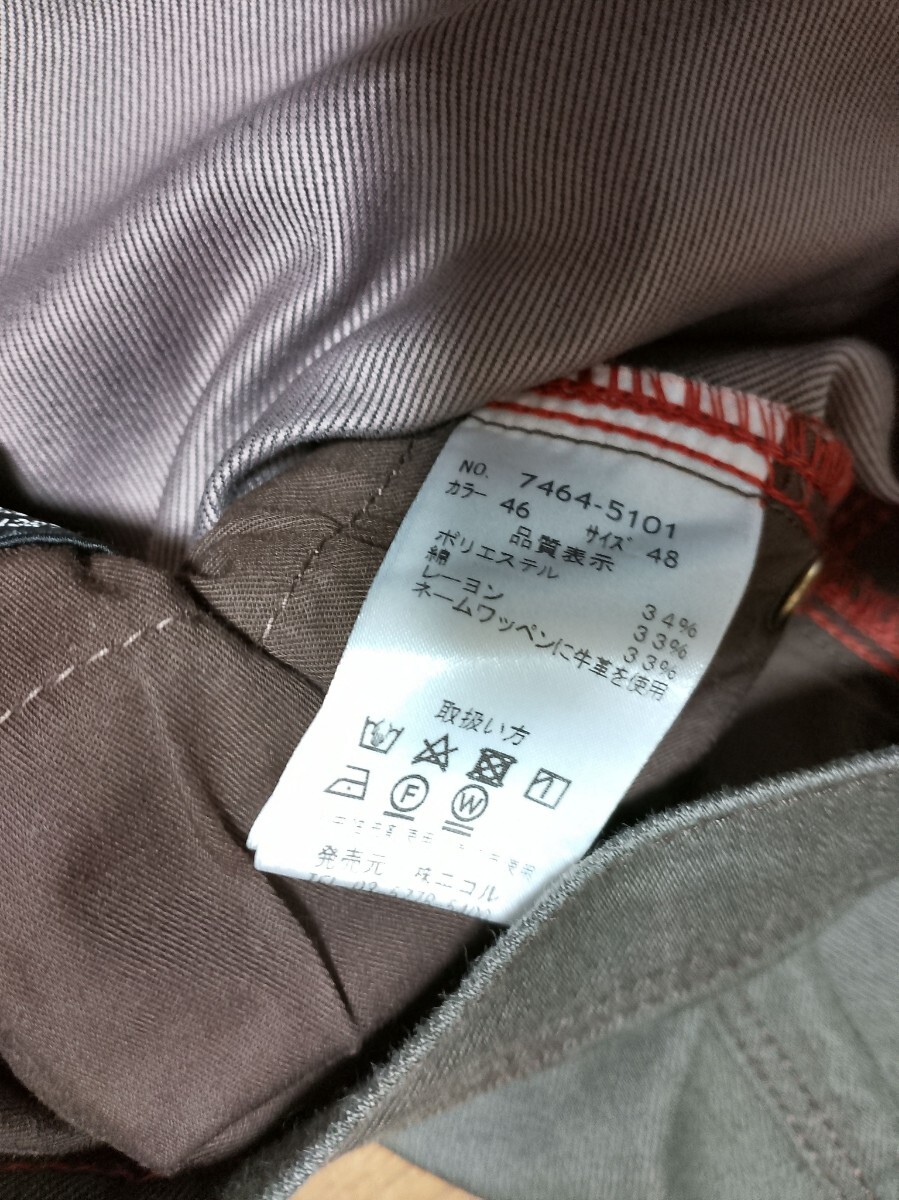 NO. 7464-5101
カラー 46 サイズ 48
品質表示
ポリエステル 34%
綿 33%
レーヨン 33%
ネームワッペンに牛革を使用
取扱い方
F W
発売元 ㈱ニコル
TEL 03